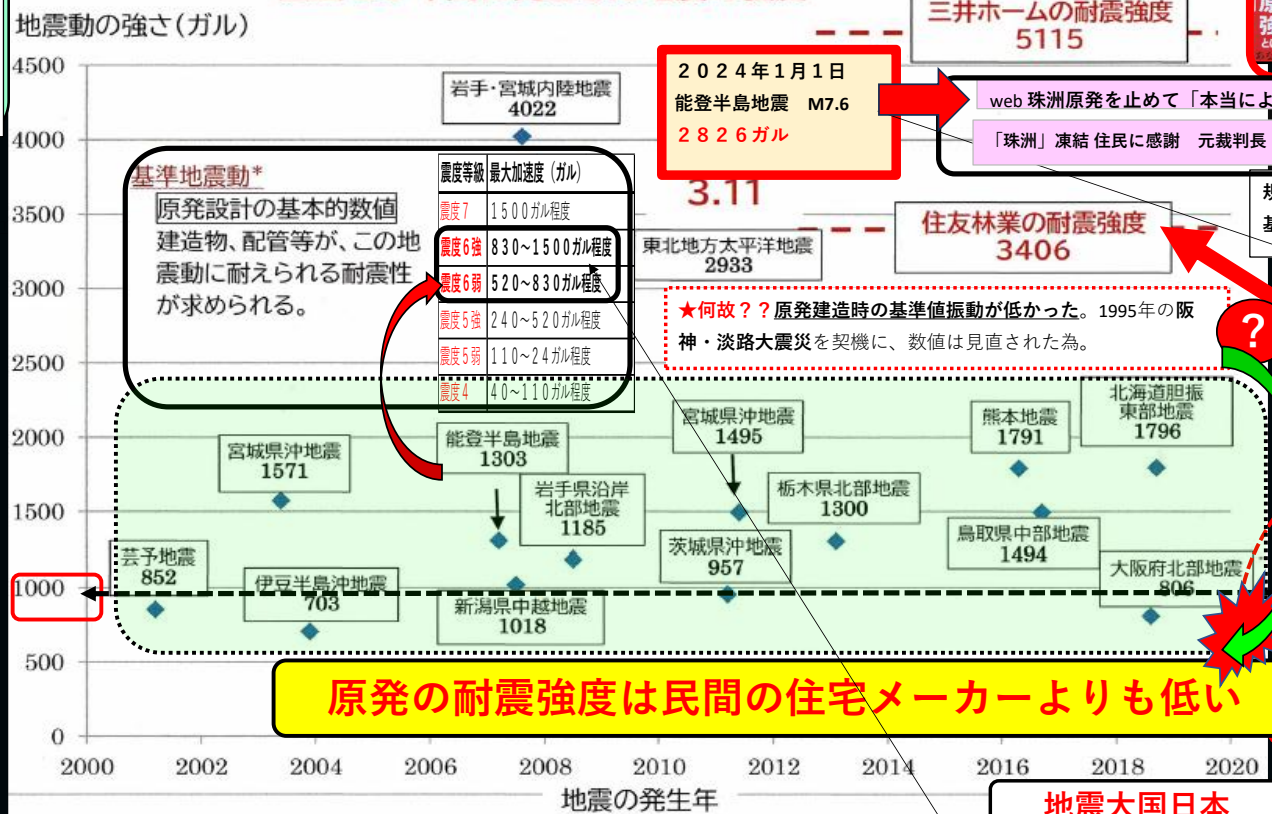 地震動の強さ(ガル)
三井ホームの耐震強度
5115
4500
4000
3500
3000
2500
2000
1500
1000
500
0
岩手・宮城内陸地震
4022
2024年1月1日
能登半島地震 M7.6
2826ガル
web 珠洲原発を止めて「本当によ
「珠洲」凍結 住民に感謝 元裁判長
基準地震動*
原発設計の基本的数値
建造物、配管等が、この地
震動に耐えられる耐震性
が求められる。
震度等級 最大加速度(ガル)
震度7 1500ガル程度
震度6強 830~1500ガル程度
震度6弱 520~830ガル程度
震度5強 240~520ガル程度
震度5弱 110~24ガル程度
震度4 40~110ガル程度
3.11
東北地方太平洋地震
2933
住友林業の耐震強度
3406
規
基
★何故??原発建造時の基準値振動が低かった。1995年の阪
神・淡路大震災を契機に、数値は見直された為。
?
芸予地震
852
宮城県沖地震
1571
伊豆半島沖地震
703
能登半島地震
1303
岩手県沿岸
北部地震
1185
新潟県中越地震
1018
宮城県沖地震
1495
茨城県沖地震
957
栃木県北部地震
1300
熊本地震
1791
鳥取県中部地震
1494
北海道胆振
東部地震
1796
大阪府北部地震
806
原発の耐震強度は民間の住宅メーカーよりも低い
2000 2002 2004 2006 2008 2010 2012 2014 2016 2018 2020
地震の発生年
地震大国日本